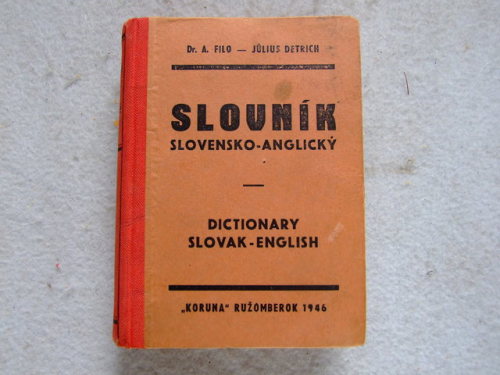 Dr. A. FILO — JÚLIUS DETRICH
SLOVNÍK
SLOVENSKO-ANGLICKÝ
DICTIONARY
SLOVAK-ENGLISH
„KORUNA“ RUŽOMBEROK 1946